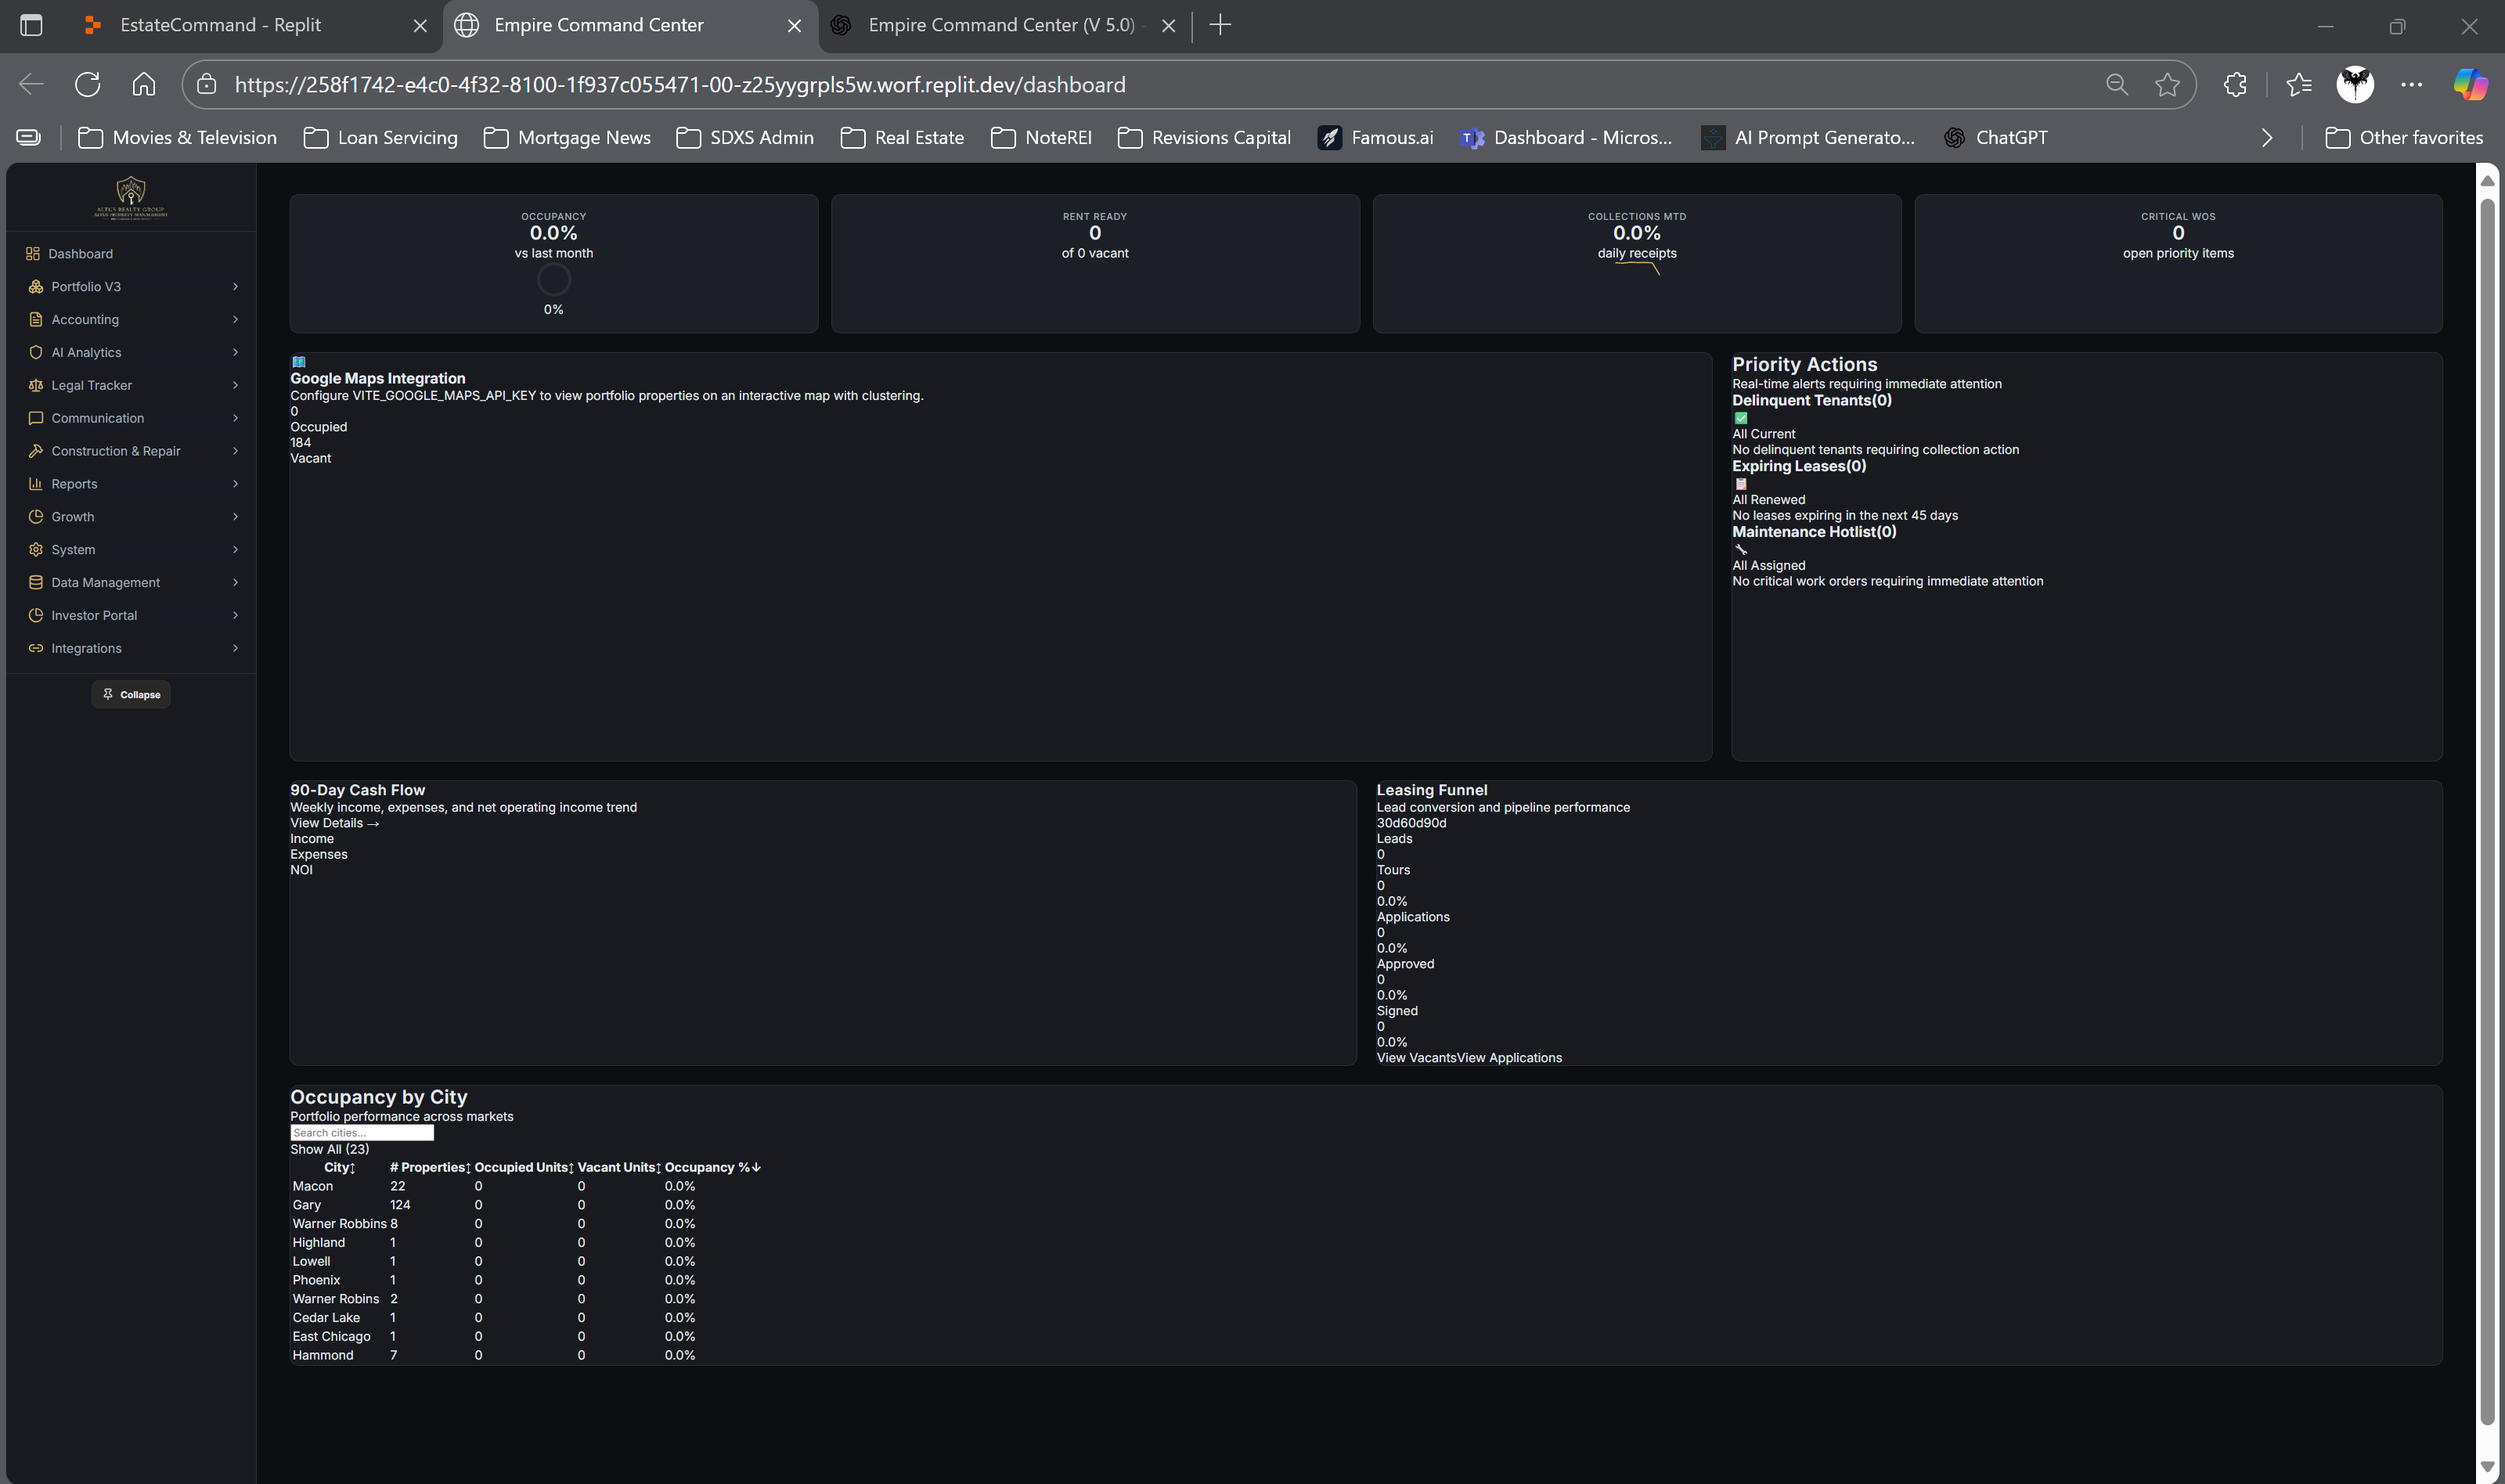 EstateCommand - Replit
Empire Command Center
Empire Command Center (V 5.0) -
https://258f1742-e4c0-4f32-8100-1f937c055471-00-z25yygrpls5w.worf.replit.dev/dashboard
Movies & Television
Loan Servicing
Mortgage News
SDXS Admin
Real Estate
NoteREI
Revisions Capital
Famous.ai
Dashboard - Micros...
AI Prompt Generato...
ChatGPT
Other favorites
ALTUS REALTY GROUP
ALTUS PROPERTY MANAGEMENT
Dashboard
Portfolio V3
Accounting
AI Analytics
Legal Tracker
Communication
Construction & Repair
Reports
Growth
System
Data Management
Investor Portal
Integrations
Collapse
OCCUPANCY
0.0%
vs last month
0%
RENT READY
0
of 0 vacant
COLLECTIONS MTD
0.0%
daily receipts
CRITICAL WOS
0
open priority items
Google Maps Integration
Configure VITE_GOOGLE_MAPS_API_KEY to view portfolio properties on an interactive map with clustering.
0
Occupied
184
Vacant
Priority Actions
Real-time alerts requiring immediate attention
Delinquent Tenants(0)
All Current
No delinquent tenants requiring collection action
Expiring Leases(0)
All Renewed
No leases expiring in the next 45 days
Maintenance Hotlist(0)
All Assigned
No critical work orders requiring immediate attention
90-Day Cash Flow
Weekly income, expenses, and net operating income trend
View Details →
Income
Expenses
NOI
Leasing Funnel
Lead conversion and pipeline performance
30d60d90d
Leads
0
Tours
0
0.0%
Applications
0
0.0%
Approved
0
0.0%
Signed
0
0.0%
View VacantsView Applications
Occupancy by City
Portfolio performance across markets
Search cities...
Show All (23)
City↕ # Properties↕ Occupied Units↕ Vacant Units↕ Occupancy %↓
Macon 22 0 0 0.0%
Gary 124 0 0 0.0%
Warner Robbins 8 0 0 0.0%
Highland 1 0 0 0.0%
Lowell 1 0 0 0.0%
Phoenix 1 0 0 0.0%
Warner Robins 2 0 0 0.0%
Cedar Lake 1 0 0 0.0%
East Chicago 1 0 0 0.0%
Hammond 7 0 0 0.0%